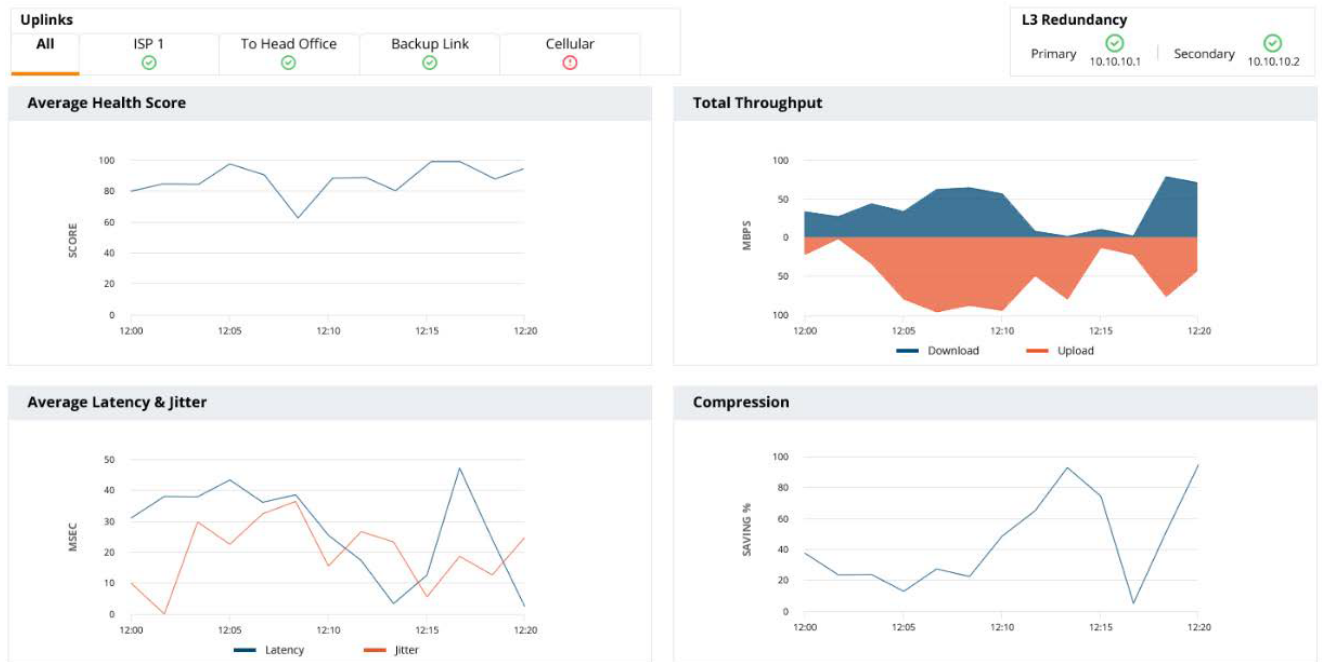 Uplinks
All
ISP 1
To Head Office
Backup Link
Cellular
L3 Redundancy
Primary
10.10.10.1
Secondary
10.10.10.2
Average Health Score
SCORE
100
80
60
40
20
0
12:00
12:05
12:10
12:15
12:20
Total Throughput
MBPS
100
50
0
50
100
12:00
12:05
12:10
12:15
12:20
Download
Upload
Average Latency & Jitter
MSEC
50
40
30
20
10
0
12:00
12:05
12:10
12:15
12:20
Latency
Jitter
Compression
SAVING %
100
80
60
40
20
0
12:00
12:05
12:10
12:15
12:20